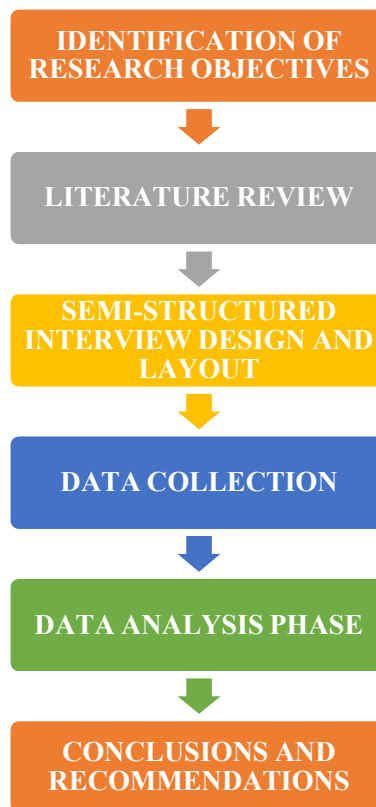 IDENTIFICATION OF
RESEARCH OBJECTIVES
LITERATURE REVIEW
SEMI-STRUCTURED
INTERVIEW DESIGN AND
LAYOUT
DATA COLLECTION
DATA ANALYSIS PHASE
CONCLUSIONS AND
RECOMMENDATIONS